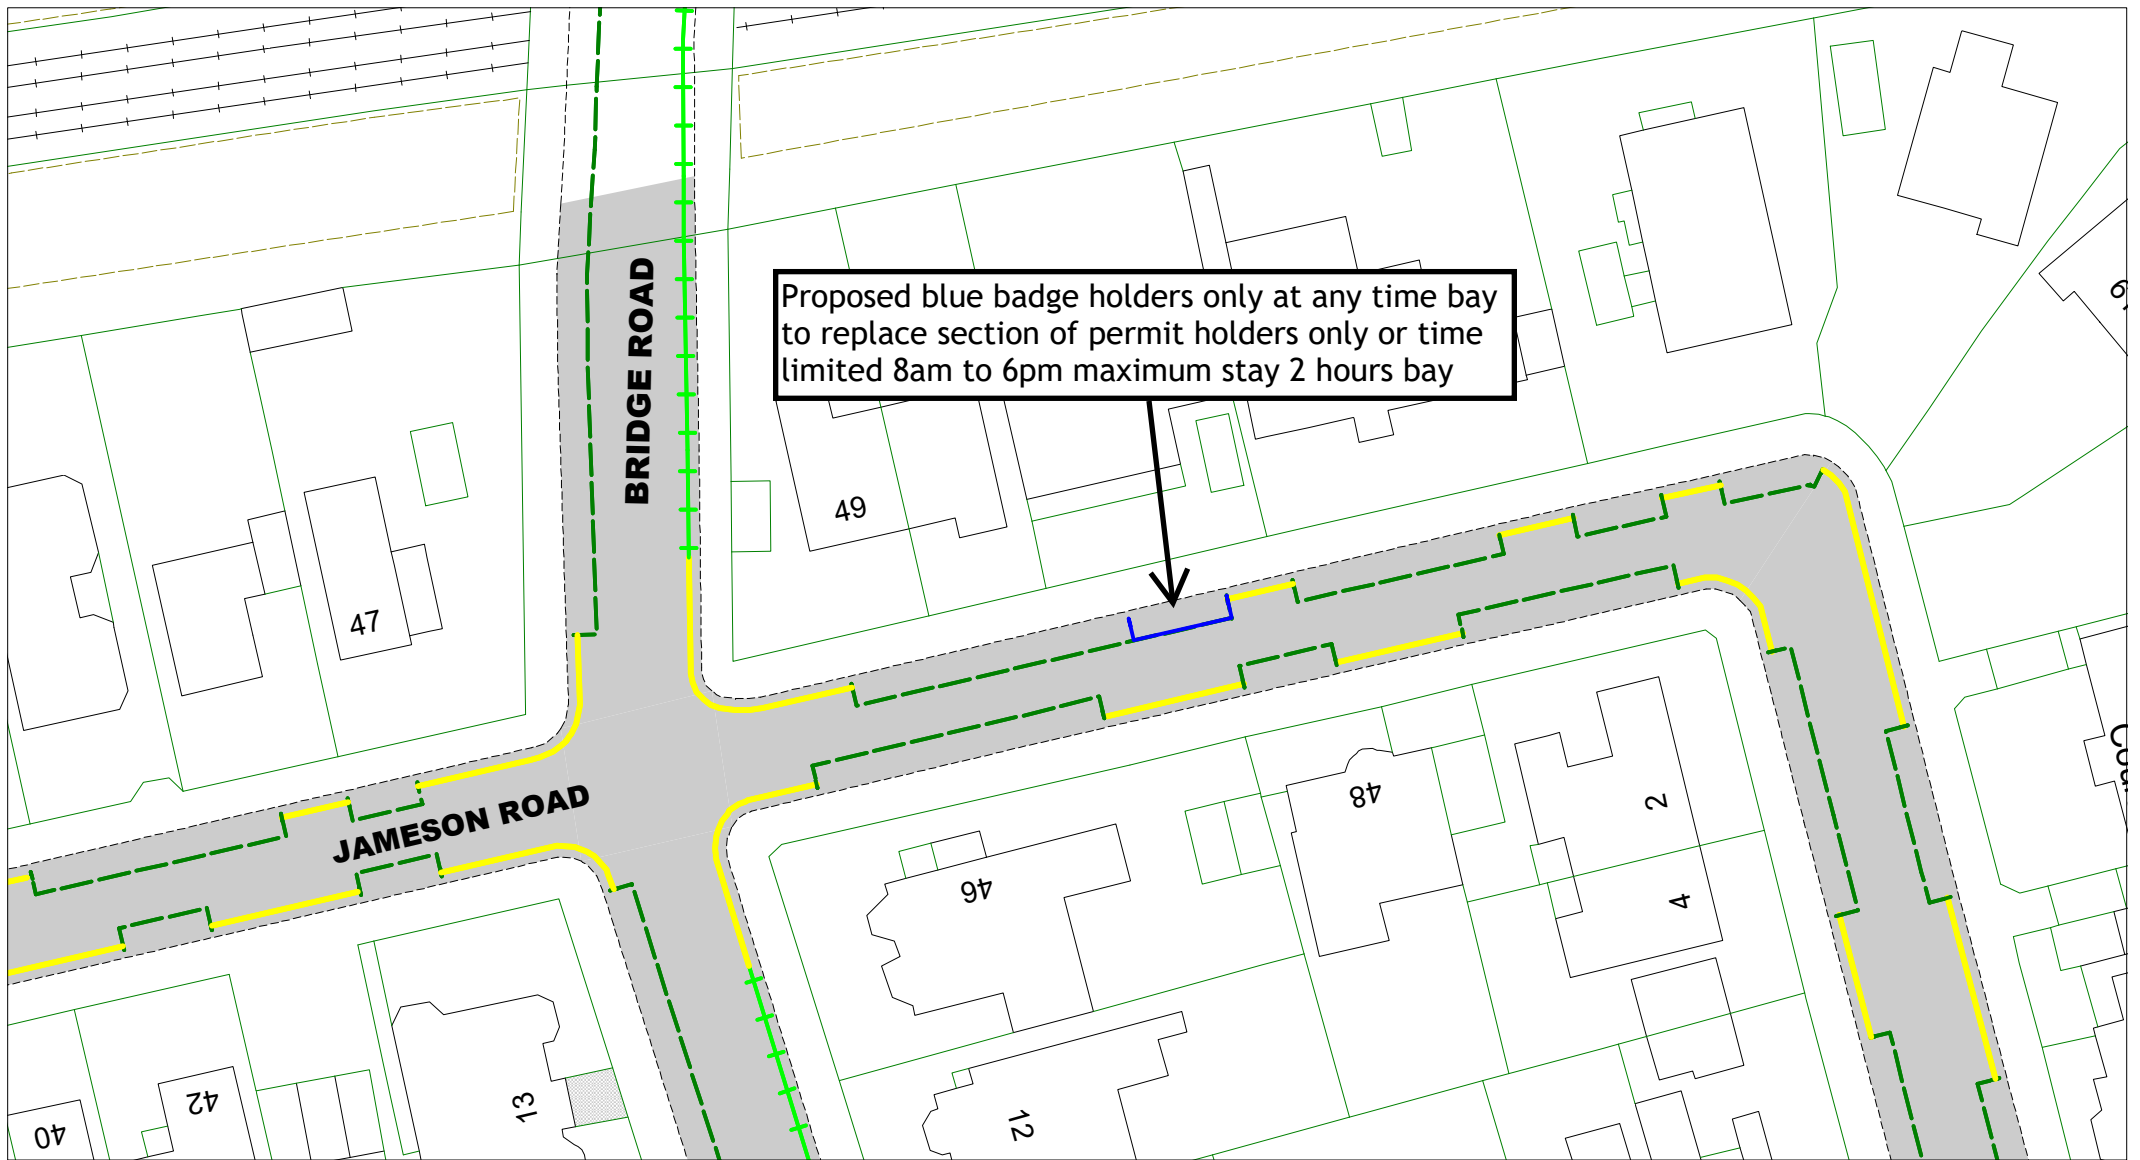 BRIDGE ROAD
Proposed blue badge holders only at any time bay
to replace section of permit holders only or time
limited 8am to 6pm maximum stay 2 hours bay
49
47
JAMESON ROAD
48
2
46
4
42
40
13
12